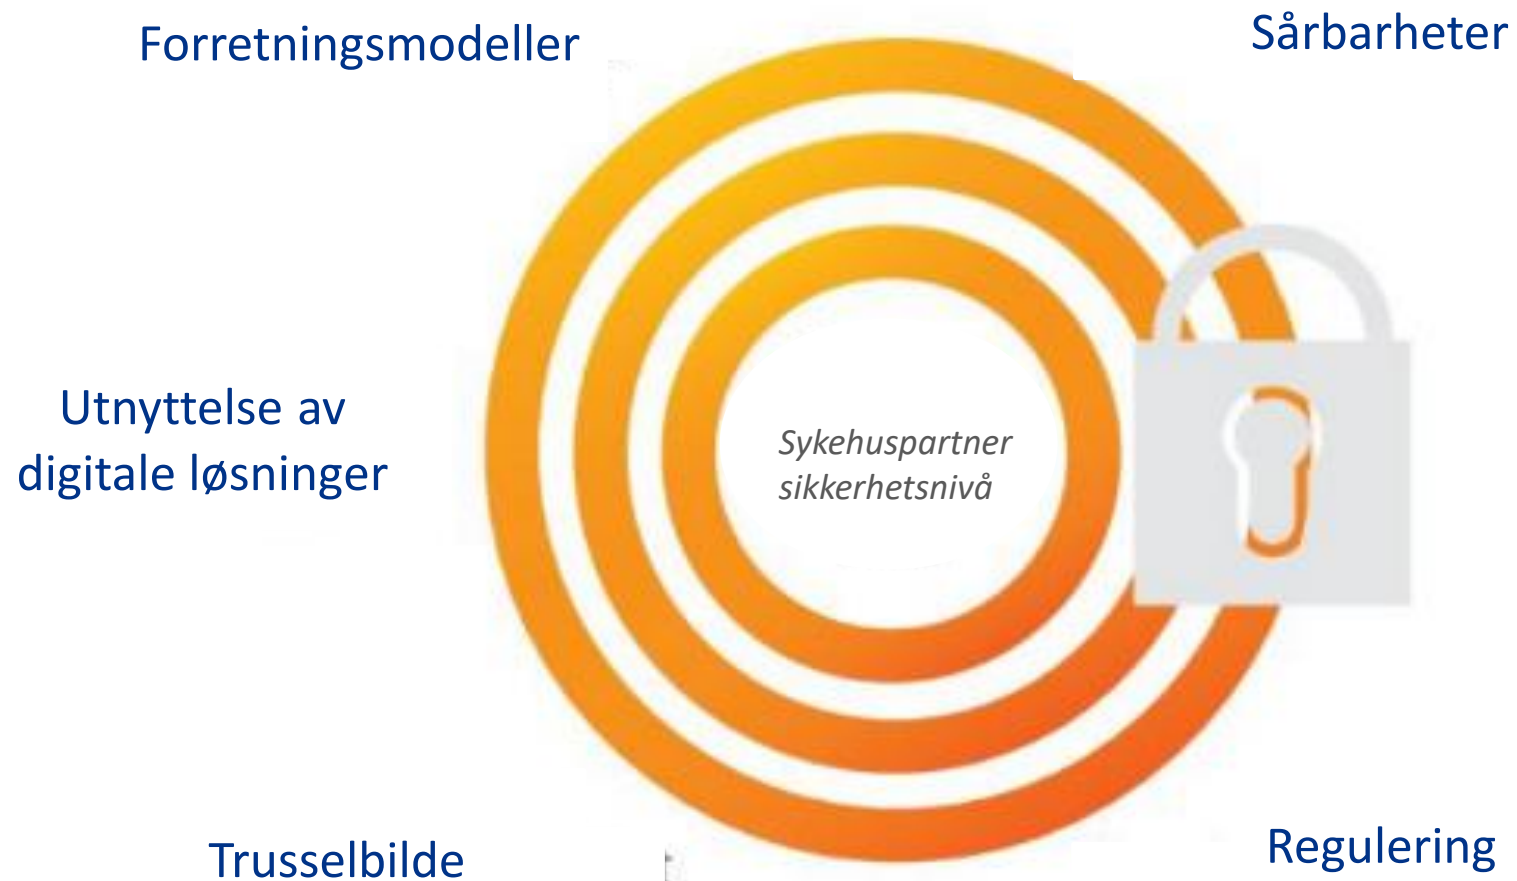 Forretningsmodeller
Sårbarheter
Utnyttelse av
digitale løsninger
Sykehuspartner
sikkerhetsnivå
Trusselbilde
Regulering